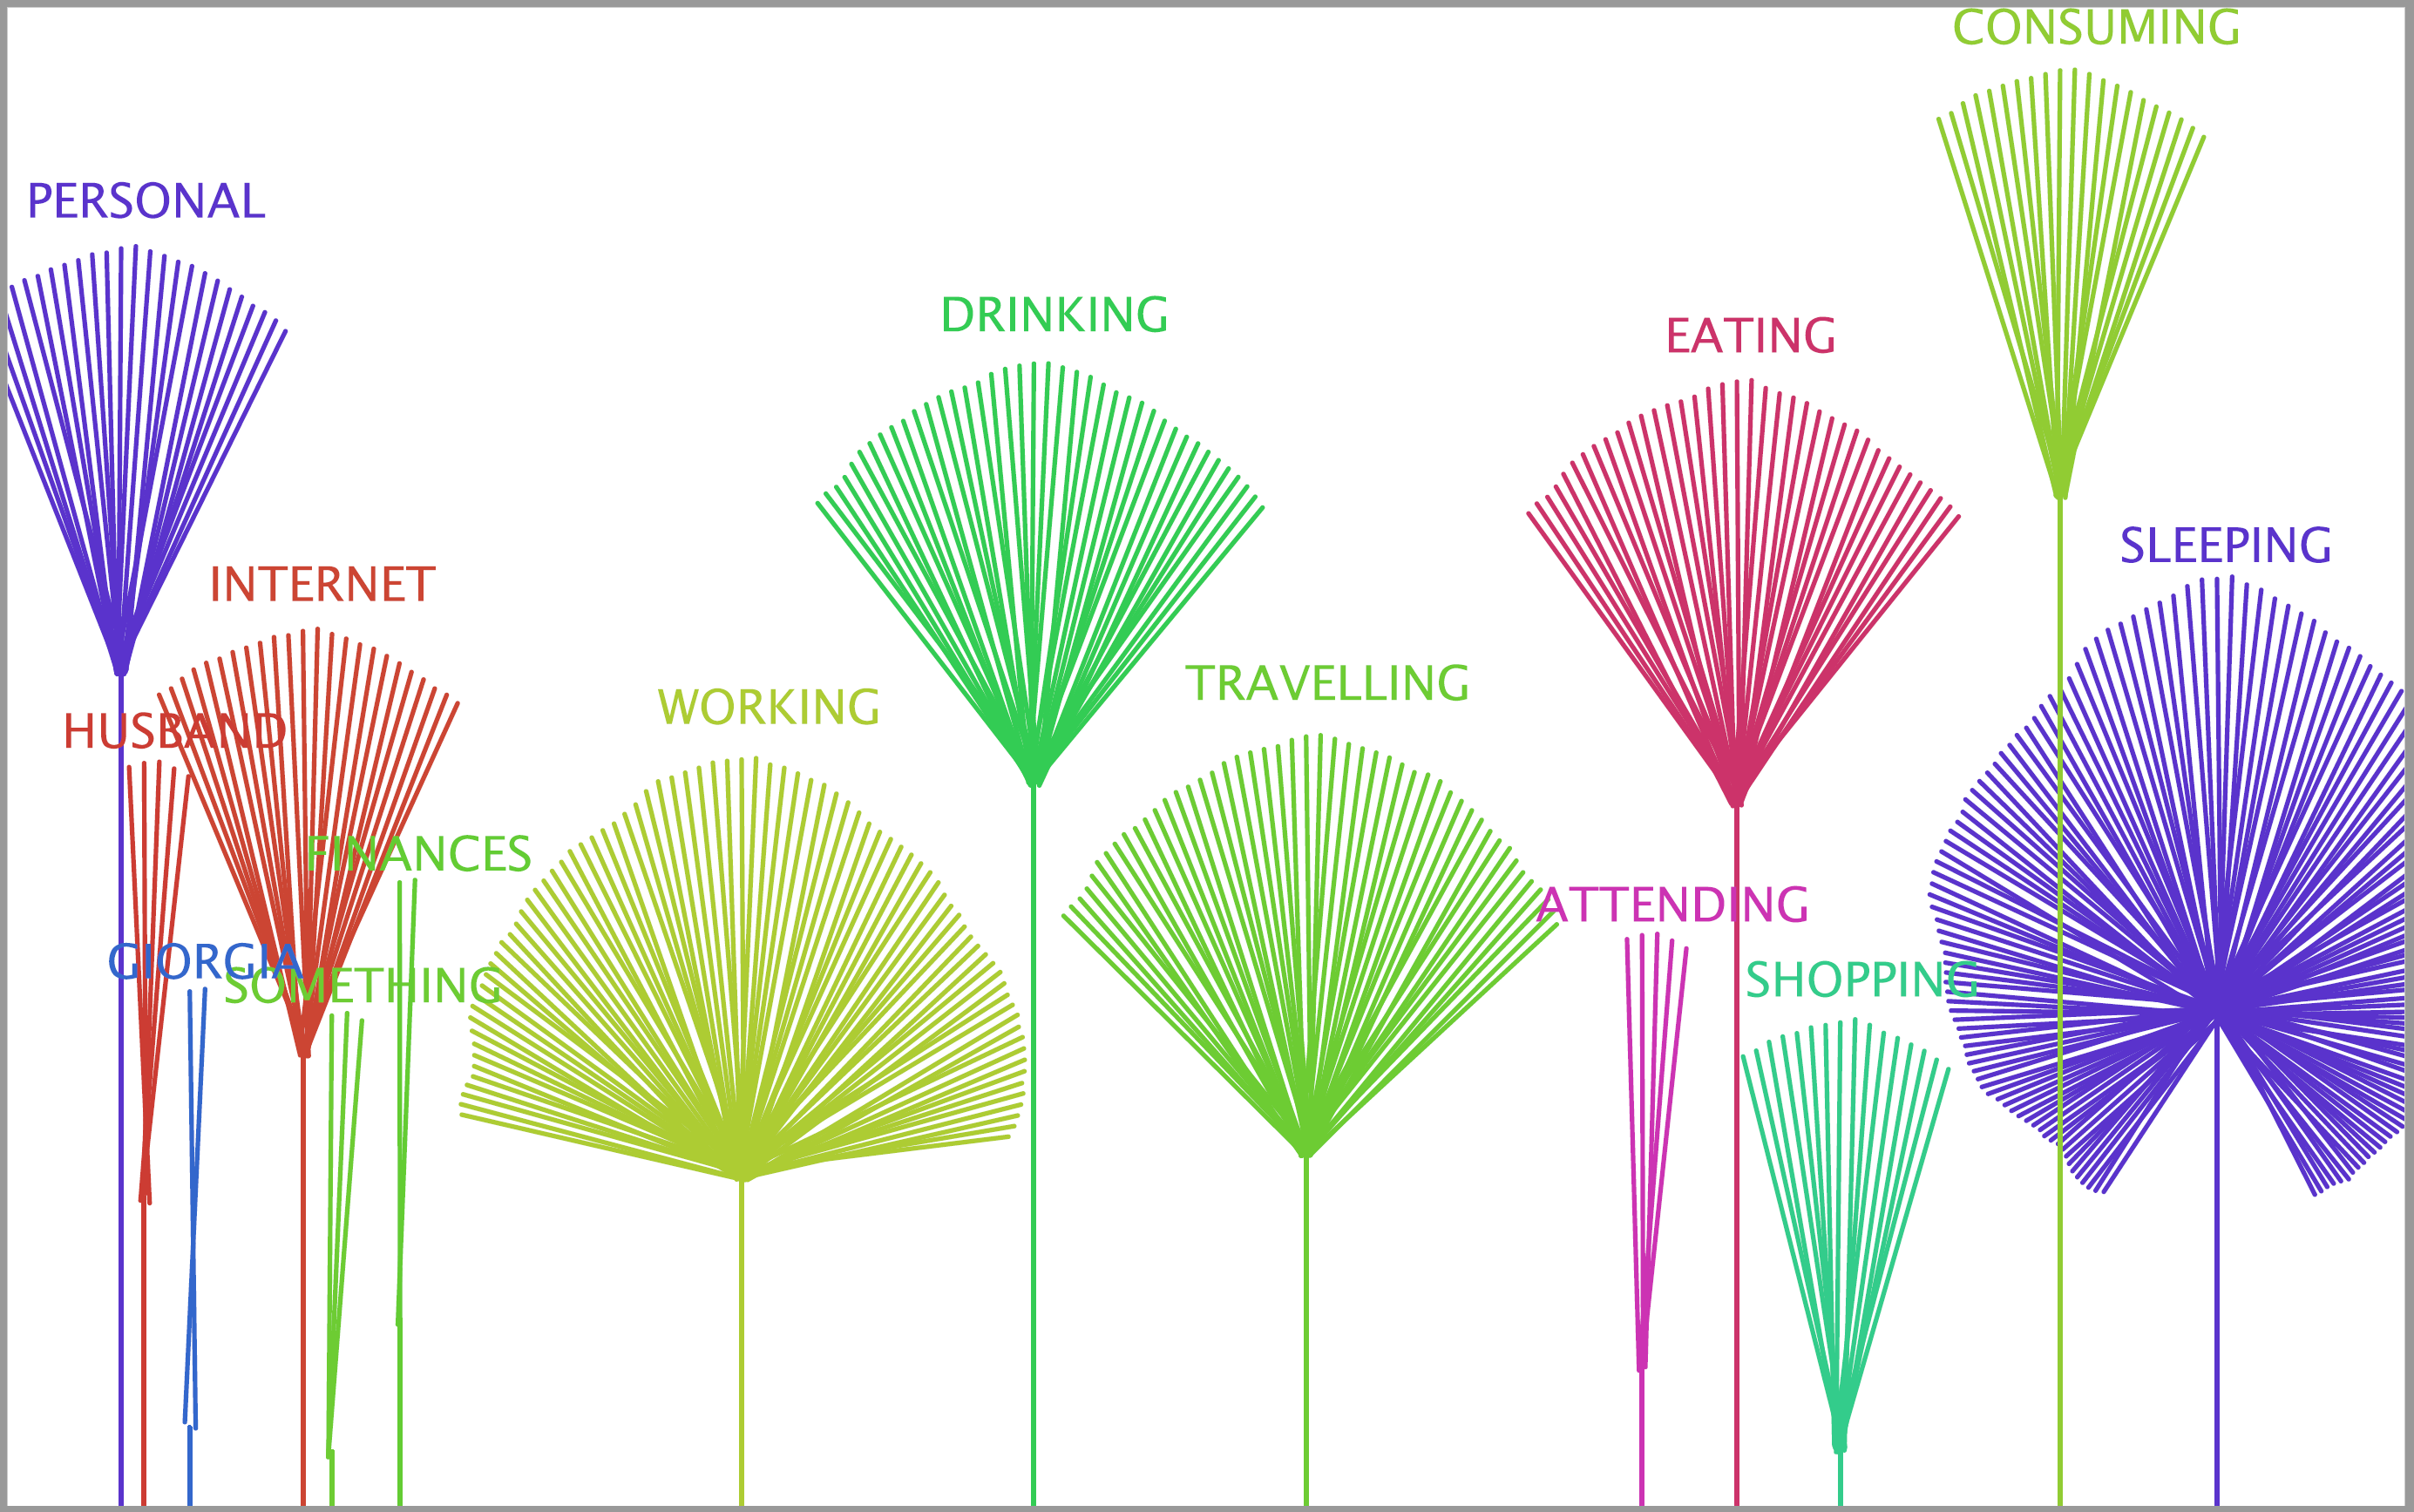 CONSUMING
PERSONAL
DRINKING
EATING
SLEEPING
INTERNET
TRAVELLING
WORKING
HUSBAND
FINANCES
ATTENDING
GIORGIA
SHOPPING
SOMETHING